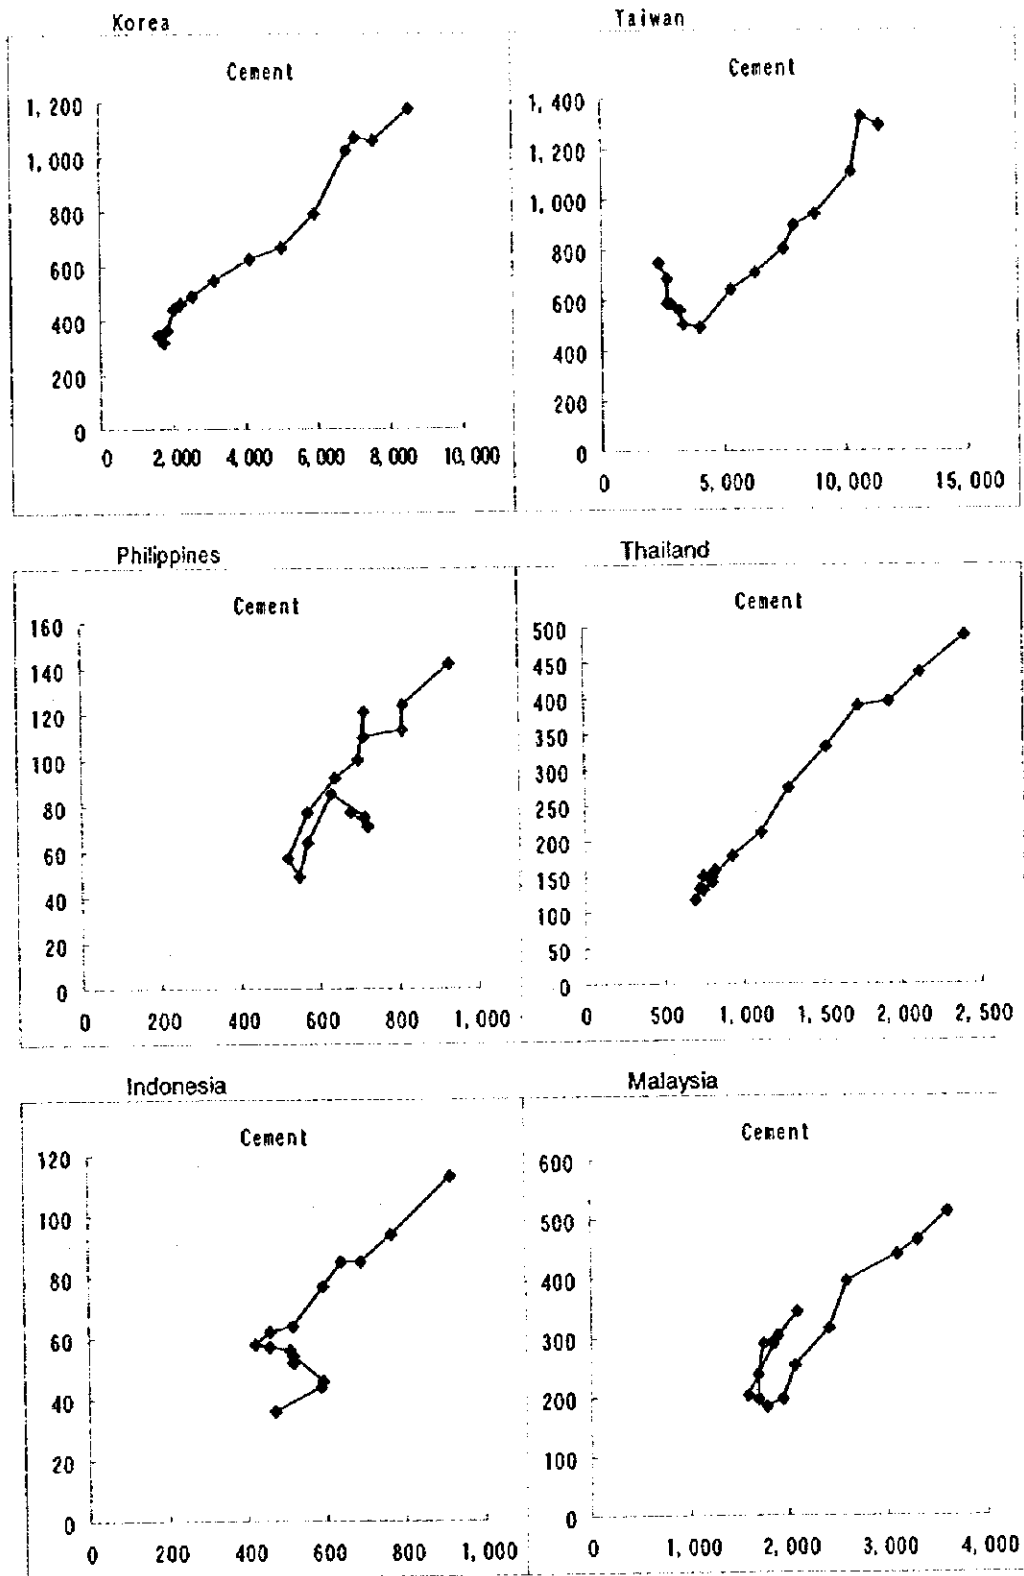 Korea
Cement
1,200
1,000
800
600
400
200
0
2,000 4,000 6,000 8,000 10,000
Taiwan
Cement
1,400
1,200
1,000
800
600
400
200
0
0 5,000 10,000 15,000
Philippines
Cement
160
140
120
100
80
60
40
20
0
0 200 400 600 800 1,000
Thailand
Cement
500
450
400
350
300
250
200
150
100
50
0
0 500 1,000 1,500 2,000 2,500
Indonesia
Cement
120
100
80
60
40
20
0
0 200 400 600 800 1,000
Malaysia
Cement
600
500
400
300
200
100
0
0 1,000 2,000 3,000 4,000